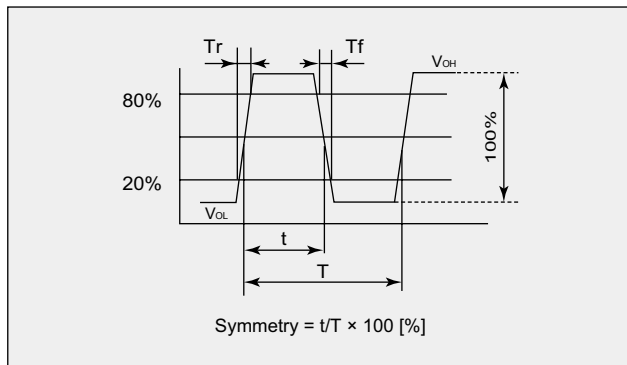 Tr
Tf
VOH
80%
100%
20%
VOL
t
T
Symmetry = t/T × 100 [%]